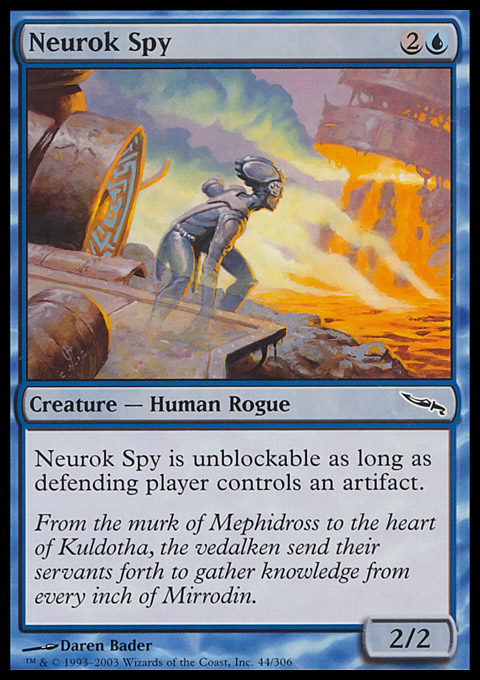 Neurok Spy 2
Creature — Human Rogue
Neurok Spy is unblockable as long as
defending player controls an artifact.
From the murk of Mephidross to the heart
of Kuldotha, the vedalken send their
servants forth to gather knowledge from
every inch of Mirrodin.
2/2
Daren Bader
™ & © 1993–2003 Wizards of the Coast, Inc. 44/306